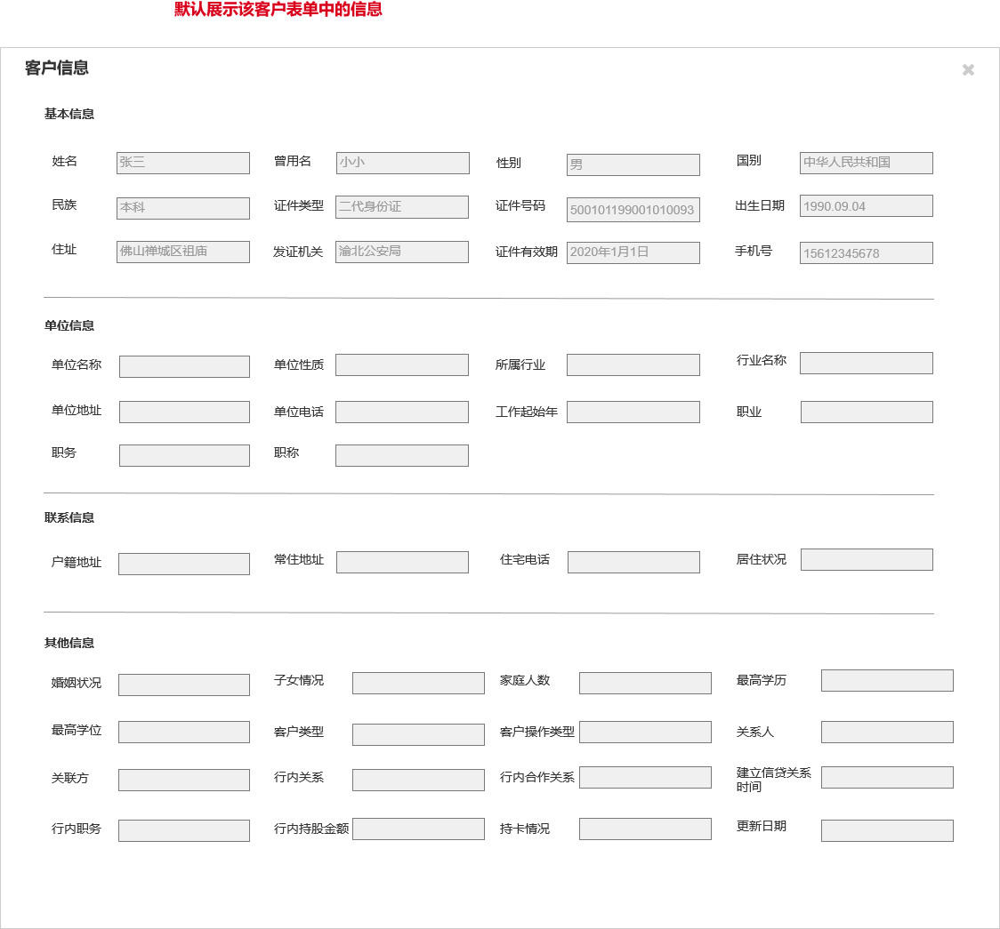 默认展示该客户表单中的信息
客户信息
基本信息
姓名 张三 曾用名 小小 性别 男 国别 中华人民共和国
民族 本科 证件类型 二代身份证 证件号码 500101199001010093 出生日期 1990.09.04
住址 佛山禅城区祖庙 发证机关 渝北公安局 证件有效期 2020年1月1日 手机号 15612345678
单位信息
单位名称 单位性质 所属行业 行业名称
单位地址 单位电话 工作起始年 职业
职务 职称
联系信息
户籍地址 常住地址 住宅电话 居住状况
其他信息
婚姻状况 子女情况 家庭人数 最高学历
最高学位 客户类型 客户操作类型 关系人
关联方 行内关系 行内合作关系 建立信贷关系
时间
行内职务 行内持股金额 持卡情况 更新日期